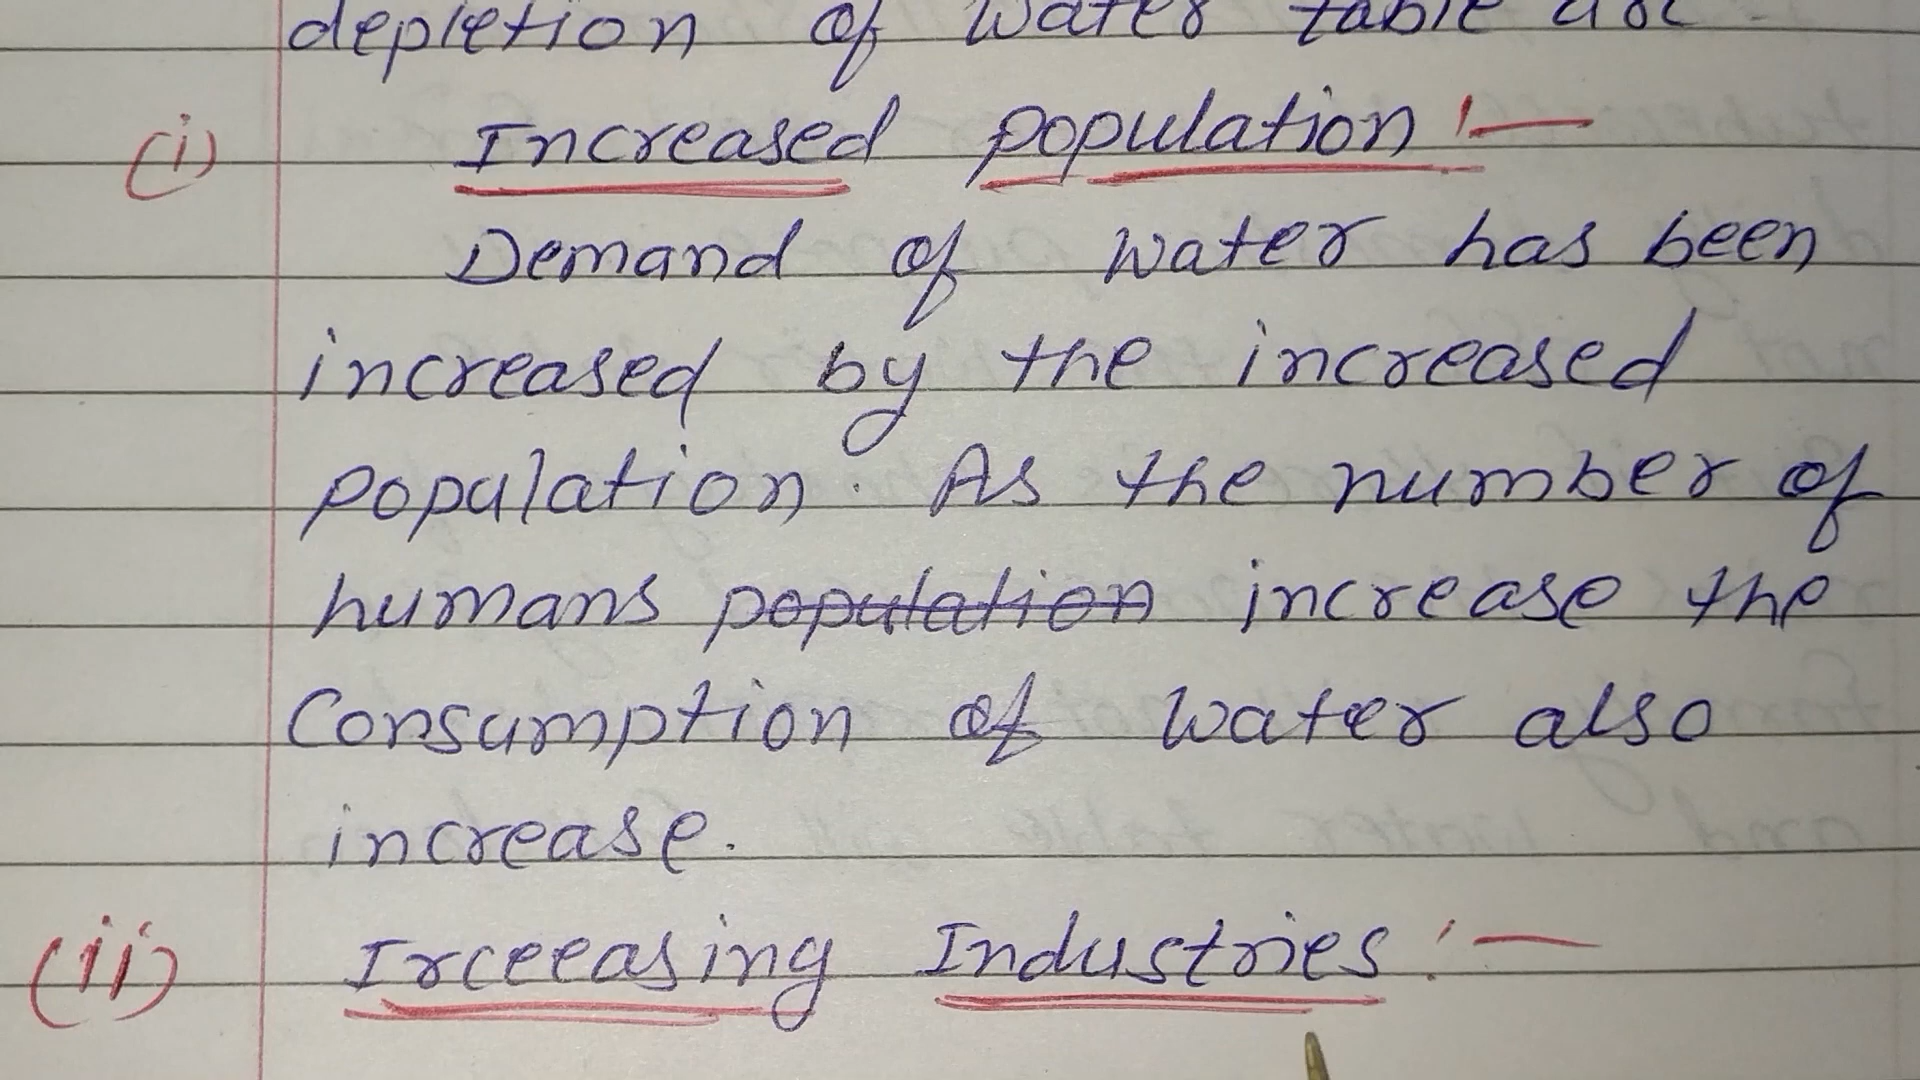 depletion of water table are -
(i) Increased population :-
Demand of water has been
increased by the increased
population. As the number of
humans population increase the
Consumption of water also
increase.
(ii) Irceeasing Industries :-